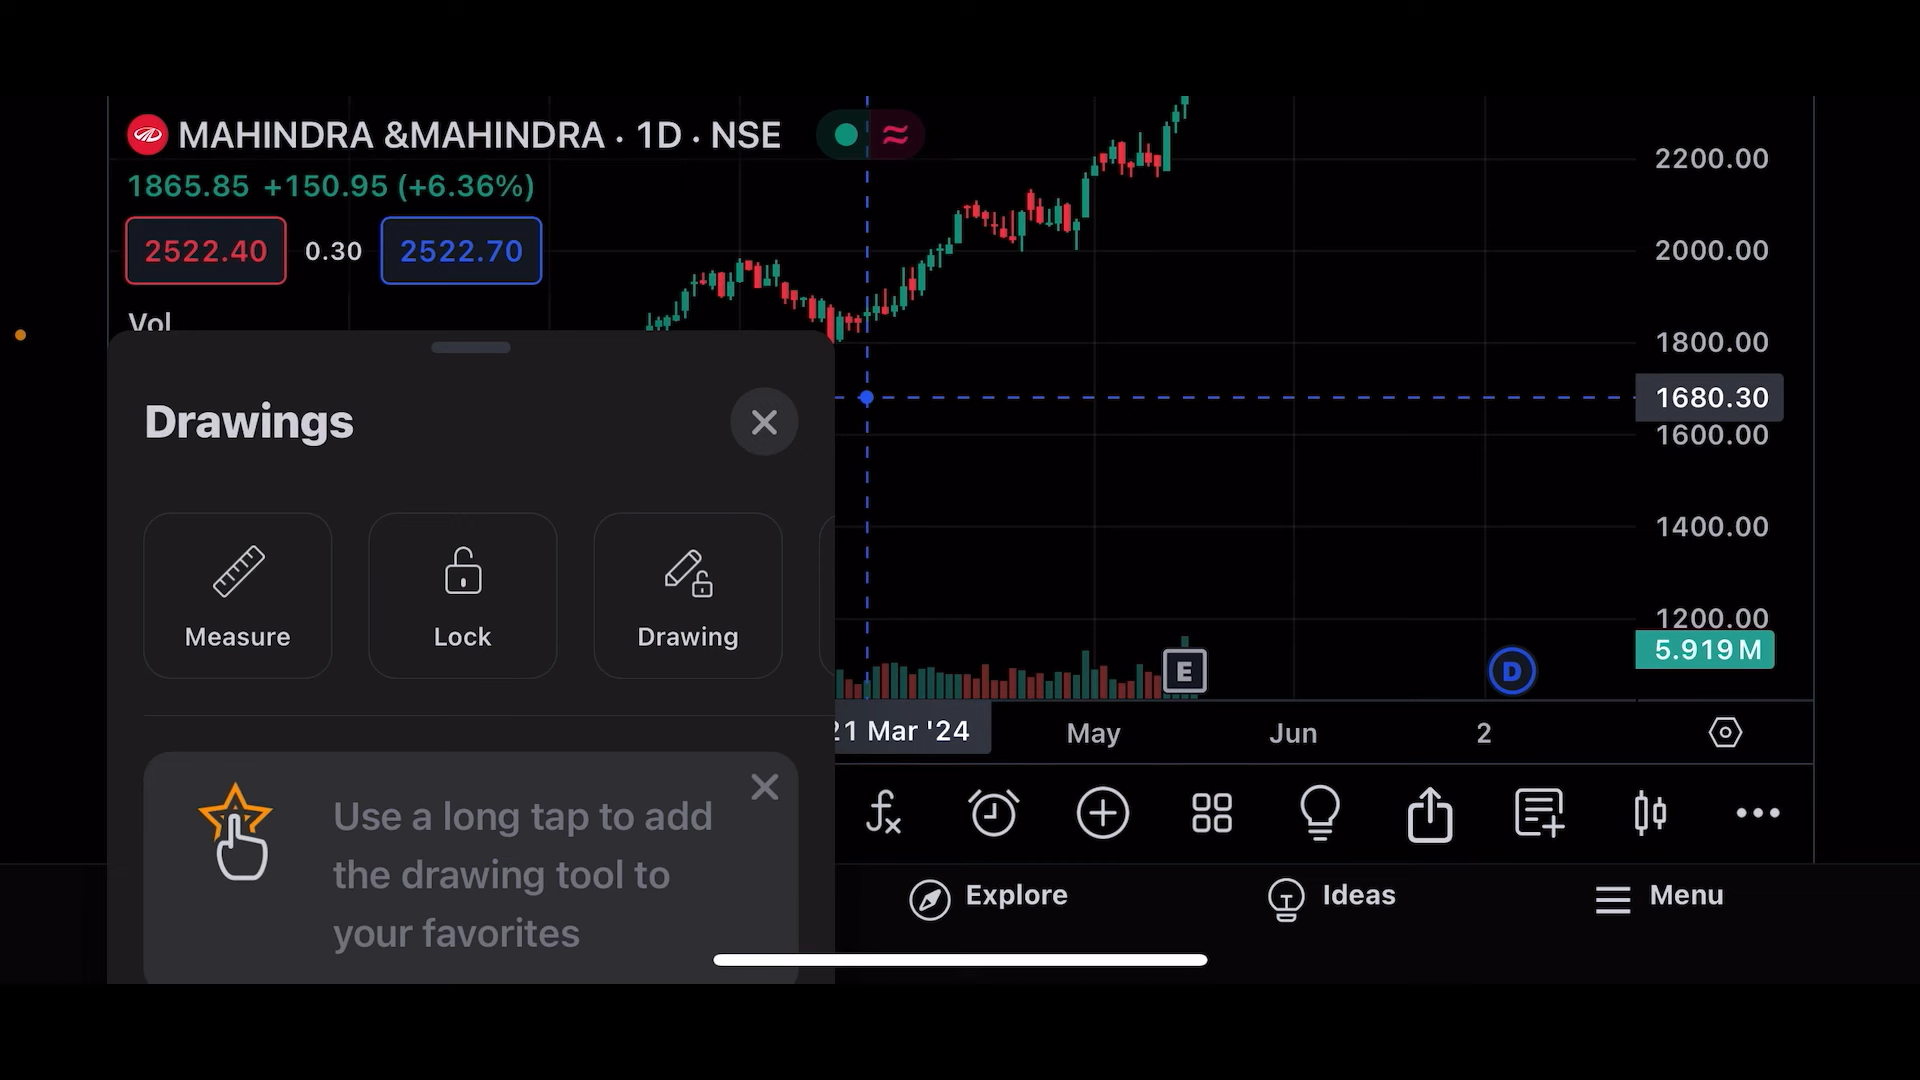 MAHINDRA &MAHINDRA · 1D · NSE
1865.85 +150.95 (+6.36%)
2522.40 0.30 2522.70
Vol
Drawings
Measure
Lock
Drawing
Use a long tap to add
the drawing tool to
your favorites
2200.00
2000.00
1800.00
1680.30
1600.00
1400.00
1200.00
5.919 M
E
D
21 Mar '24
May
Jun
2
Explore
Ideas
Menu